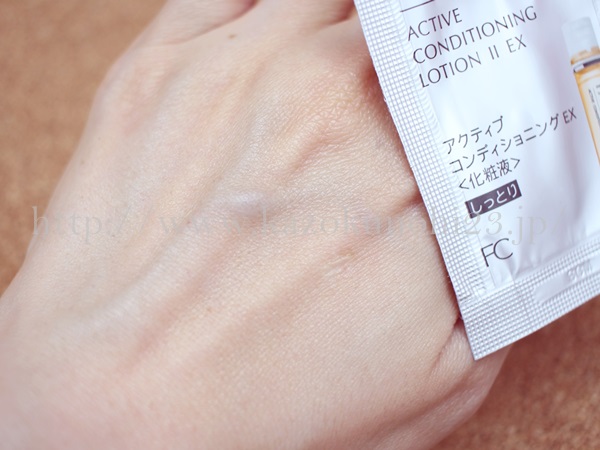 ACTIVE
CONDITIONING
LOTION II EX
アクティブ
コンディショニング EX
<化粧液>
しっとり
FC